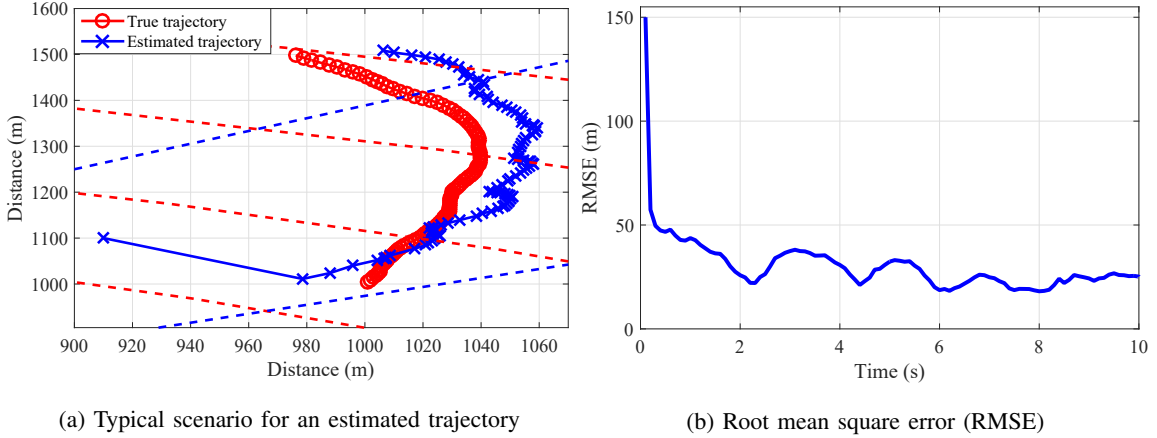 True trajectory
Estimated trajectory
1600
1500
1400
1300
1200
1100
1000
Distance (m)
900 920 940 960 980 1000 1020 1040 1060
Distance (m)
(a) Typical scenario for an estimated trajectory
150
100
50
0
RMSE (m)
0 2 4 6 8 10
Time (s)
(b) Root mean square error (RMSE)